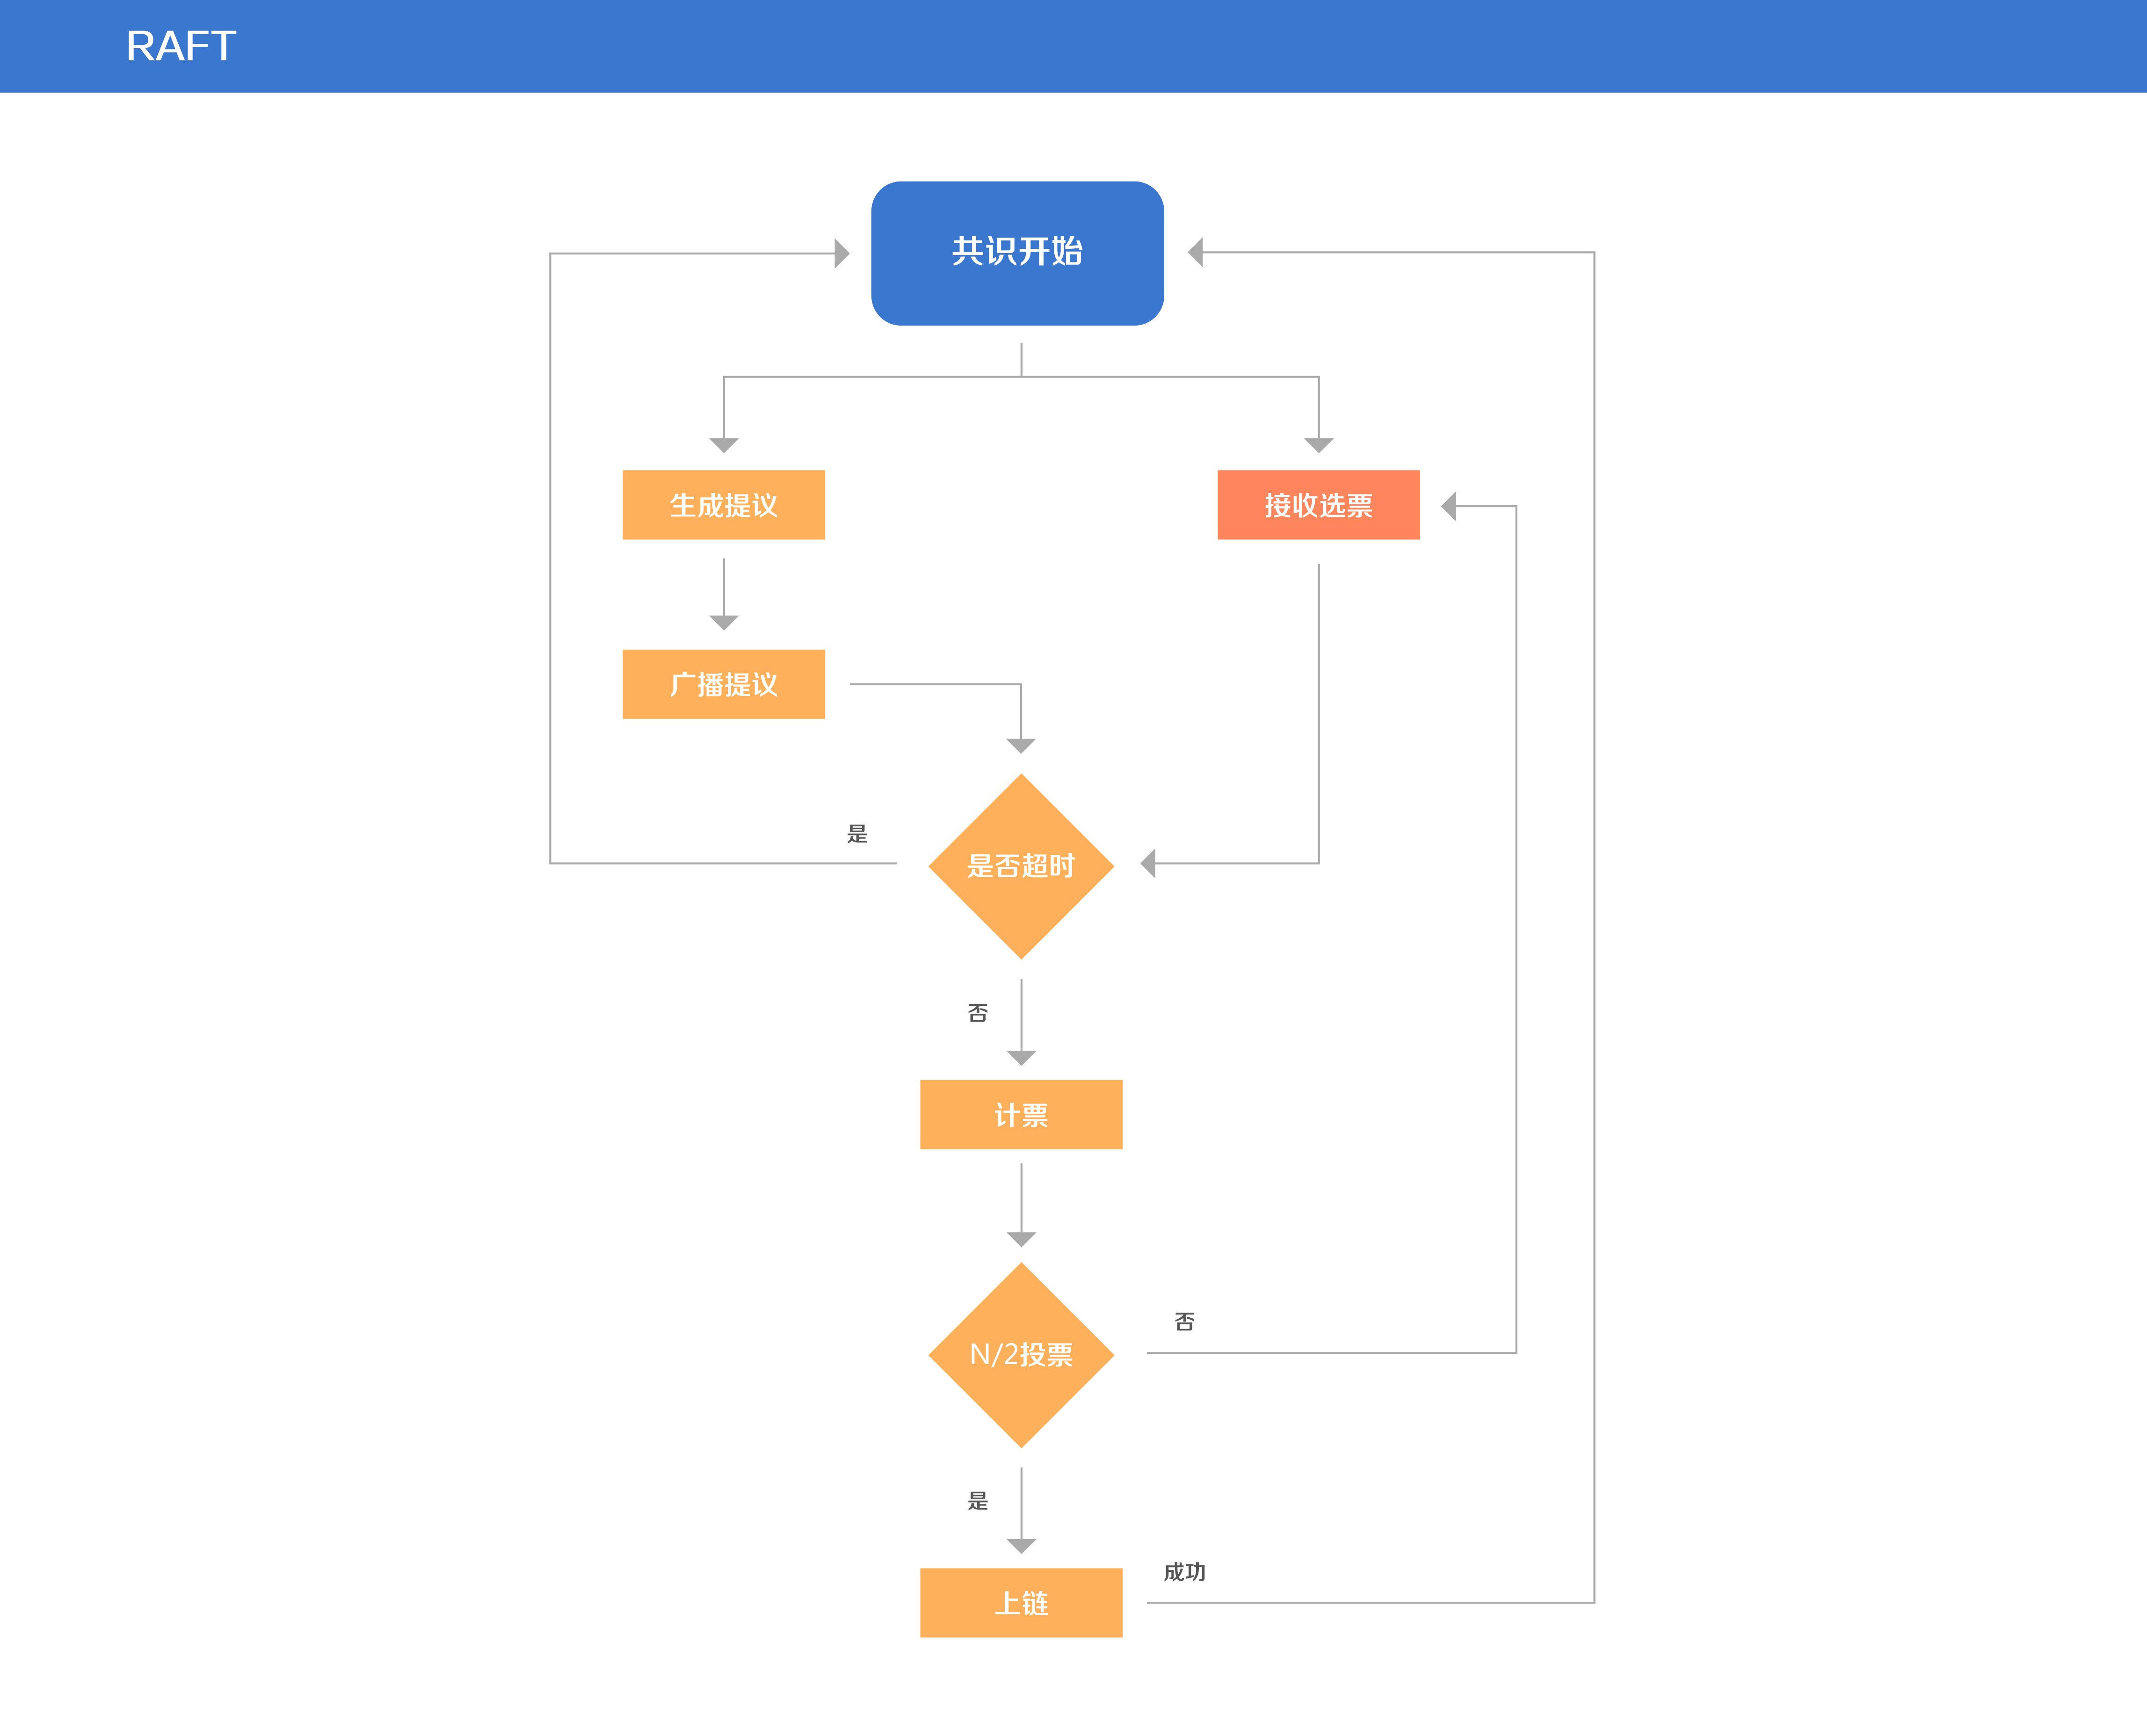 RAFT
共识开始
生成提议
接收选票
广播提议
是
是否超时
否
计票
否
N/2投票
是
成功
上链